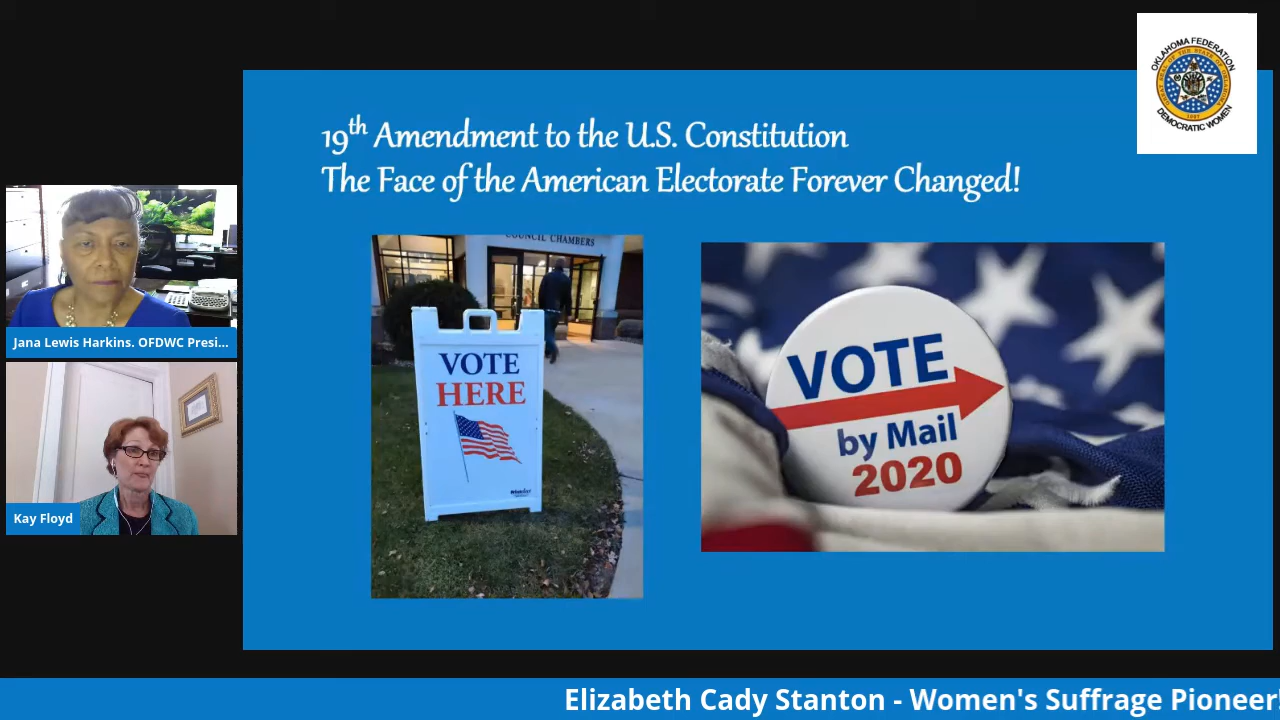 OKLAHOMA FEDERATION
DEMOCRATIC WOMEN
19th Amendment to the U.S. Constitution
The Face of the American Electorate Forever Changed!
COUNCIL CHAMBERS
VOTE
HERE
VOTE
by Mail
2020
Jana Lewis Harkins. OFDWC Presi...
Kay Floyd
Elizabeth Cady Stanton - Women's Suffrage Pioneer